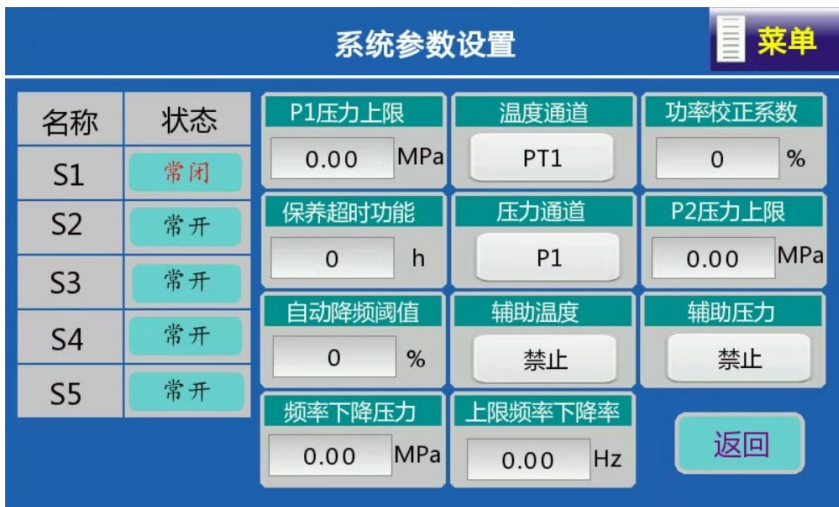 系统参数设置
菜单
名称 状态
S1 常闭
S2 常开
S3 常开
S4 常开
S5 常开
P1压力上限
0.00 MPa
温度通道
PT1
功率校正系数
0 %
保养超时功能
0 h
压力通道
P1
P2压力上限
0.00 MPa
自动降频阈值
0 %
辅助温度
禁止
辅助压力
禁止
频率下降压力
0.00 MPa
上限频率下降率
0.00 Hz
返回